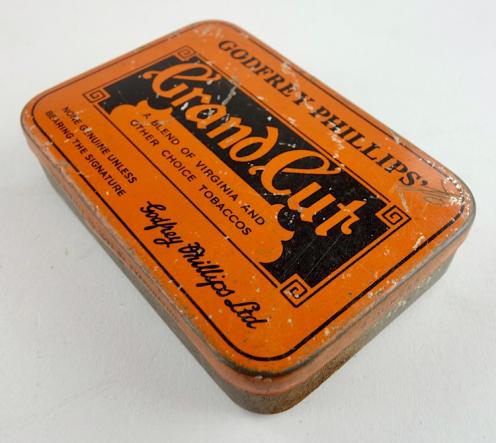 GODFREY PHILLIPS'
Grand Cut
A BLEND OF VIRGINIA AND
OTHER CHOICE TOBACCOS
NONE GENUINE UNLESS
BEARING THE SIGNATURE
Godfrey Phillips Ltd